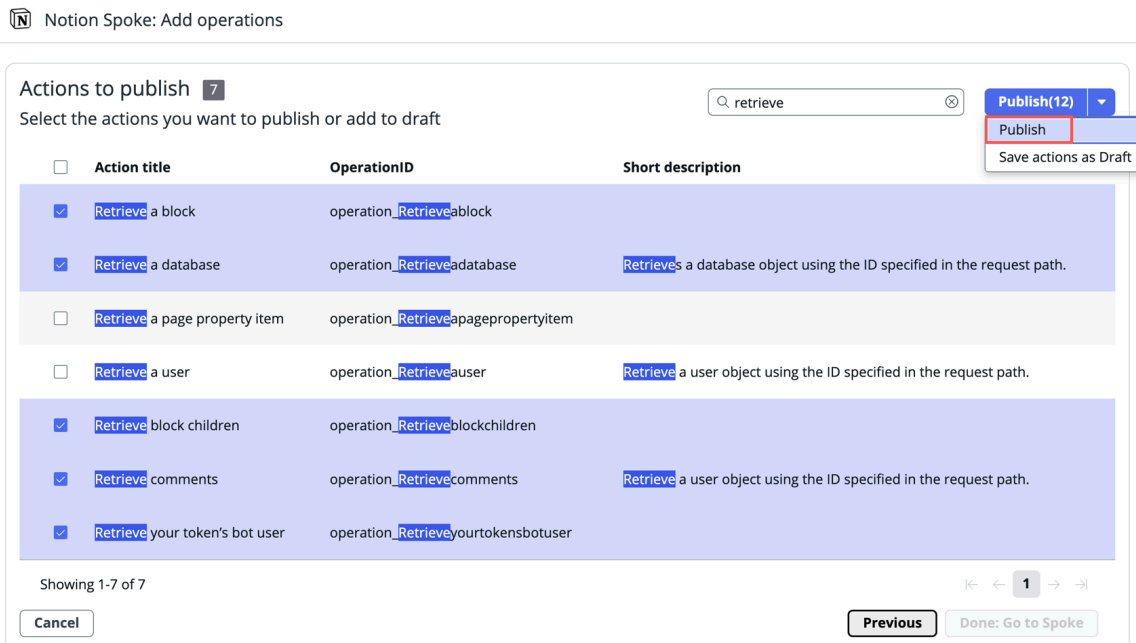 Notion Spoke: Add operations
Actions to publish 7
retrieve
Publish(12)
Select the actions you want to publish or add to draft
Publish
Save actions as Draft
Action title OperationID Short description
Retrieve a block operation_Retrieveablock
Retrieve a database operation_Retrieveadatabase Retrieves a database object using the ID specified in the request path.
Retrieve a page property item operation_Retrieveapagepropertyitem
Retrieve a user operation_Retrieveauser Retrieve a user object using the ID specified in the request path.
Retrieve block children operation_Retrieveblockchildren
Retrieve comments operation_Retrievecomments Retrieve a user object using the ID specified in the request path.
Retrieve your token’s bot user operation_Retrieveyourtokensbotuser
Showing 1-7 of 7 1
Cancel Previous Done: Go to Spoke